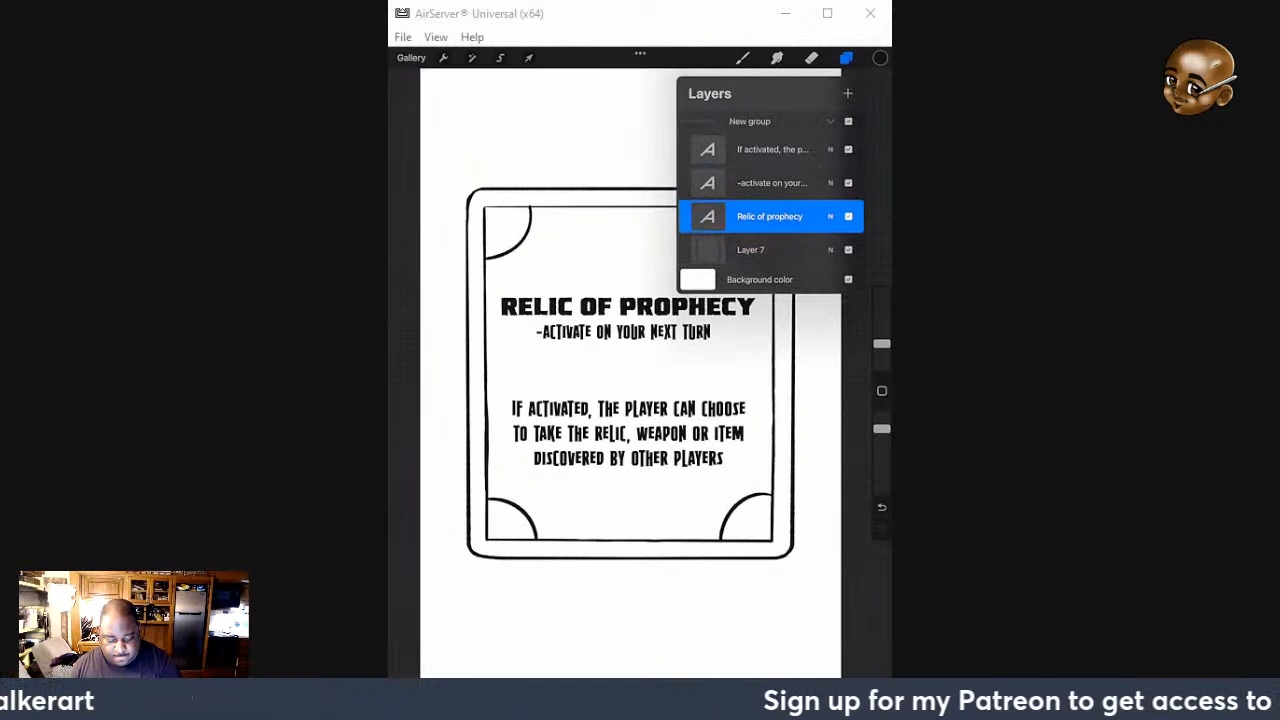 AirServer® Universal (x64)
File View Help
Gallery
Layers
New group
If activated, the p... N
-activate on your... N
Relic of prophecy N
Layer 7 N
Background color
RELIC OF PROPHECY
-ACTIVATE ON YOUR NEXT TURN
IF ACTIVATED, THE PLAYER CAN CHOOSE
TO TAKE THE RELIC, WEAPON OR ITEM
DISCOVERED BY OTHER PLAYERS
alkerart Sign up for my Patreon to get access to